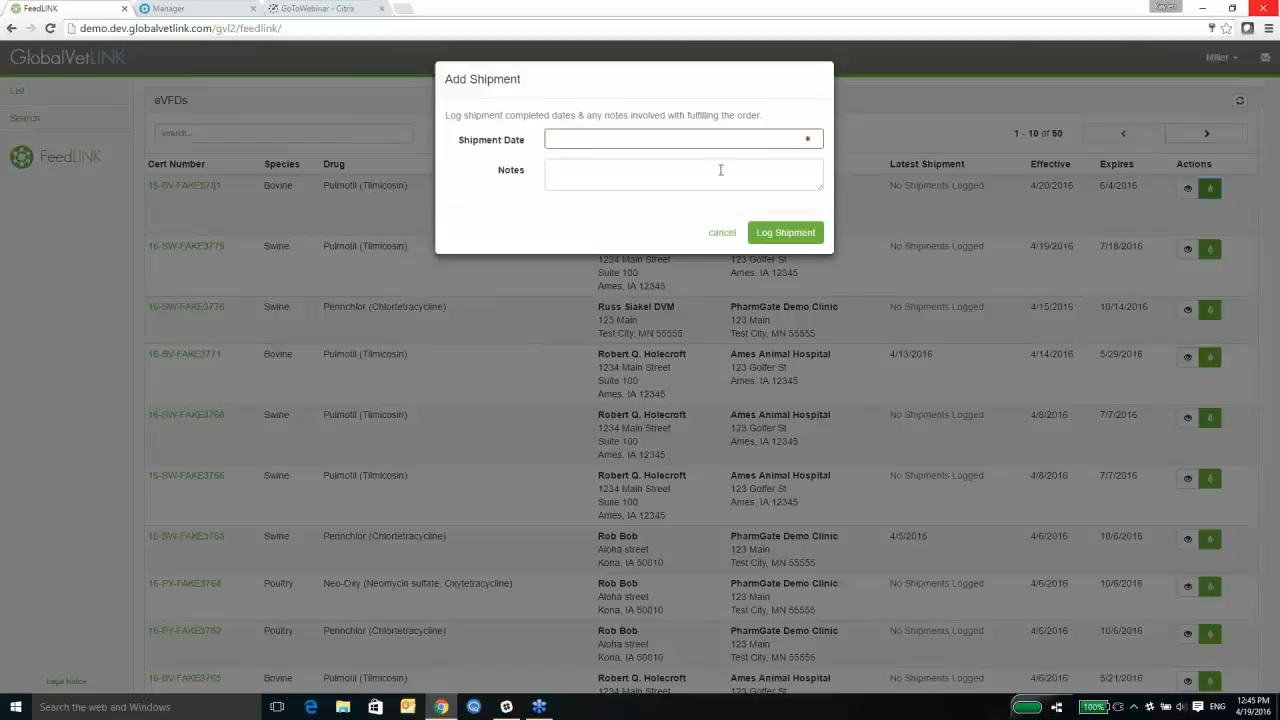 FeedLINK
Manager
GoToWebinar - Citrix
demo.dev.globalvetlink.com/gvl2/feedlink/
GlobalVetLINK
Miller
List
Search
FeedLINK
Legal Notice
Add Shipment
Log shipment completed dates & any notes involved with fulfilling the order.
Shipment Date
*
Notes
cancel
Log Shipment
eVFDs
search...
1 - 10 of 50
Cert Number Species Drug Latest Shipment Effective Expires Actions
16-BV-FAKE3781 Bovine Pulmotil (Tilmicosin) No Shipments Logged 4/20/2016 6/4/2016
16-SW-FAKE3779 Swine Pulmotil (Tilmicosin) No Shipments Logged 4/19/2016 7/18/2016
1234 Main Street 123 Golfer St
Suite 100 Ames, IA 12345
Ames, IA 12345
16-SW-FAKE3776 Swine Pennchlor (Chlortetracycline) Russ Siakel DVM PharmGate Demo Clinic No Shipments Logged 4/15/2016 10/14/2016
123 Main 123 Main
Test City, MN 55555 Test City, MN 55555
16-BV-FAKE3771 Bovine Pulmotil (Tilmicosin) Robert Q. Holecroft Ames Animal Hospital 4/13/2016 4/14/2016 5/29/2016
1234 Main Street 123 Golfer St
Suite 100 Ames, IA 12345
Ames, IA 12345
16-SW-FAKE3768 Swine Pulmotil (Tilmicosin) Robert Q. Holecroft Ames Animal Hospital No Shipments Logged 4/8/2016 7/7/2016
1234 Main Street 123 Golfer St
Suite 100 Ames, IA 12345
Ames, IA 12345
16-SW-FAKE3766 Swine Pulmotil (Tilmicosin) Robert Q. Holecroft Ames Animal Hospital No Shipments Logged 4/8/2016 7/7/2016
1234 Main Street 123 Golfer St
Suite 100 Ames, IA 12345
Ames, IA 12345
16-SW-FAKE3763 Swine Pennchlor (Chlortetracycline) Rob Bob PharmGate Demo Clinic 4/5/2016 4/6/2016 10/6/2016
Aloha street 123 Main
Kona, IA 50010 Test City, MN 55555
16-PY-FAKE3764 Poultry Neo-Oxy (Neomycin sulfate, Oxytetracycline) Rob Bob PharmGate Demo Clinic No Shipments Logged 4/6/2016 10/6/2016
Aloha street 123 Main
Kona, IA 50010 Test City, MN 55555
16-PY-FAKE3762 Poultry Pennchlor (Chlortetracycline) Rob Bob PharmGate Demo Clinic No Shipments Logged 4/6/2016 10/6/2016
Aloha street 123 Main
Kona, IA 50010 Test City, MN 55555
16-BV-FAKE3765 Bovine Pulmotil (Tilmicosin) Robert Q. Holecroft Ames Animal Hospital No Shipments Logged 4/6/2016 5/21/2016
1234 Main Street 123 Golfer St
Search the web and Windows
100%
ENG
12:45 PM
4/19/2016